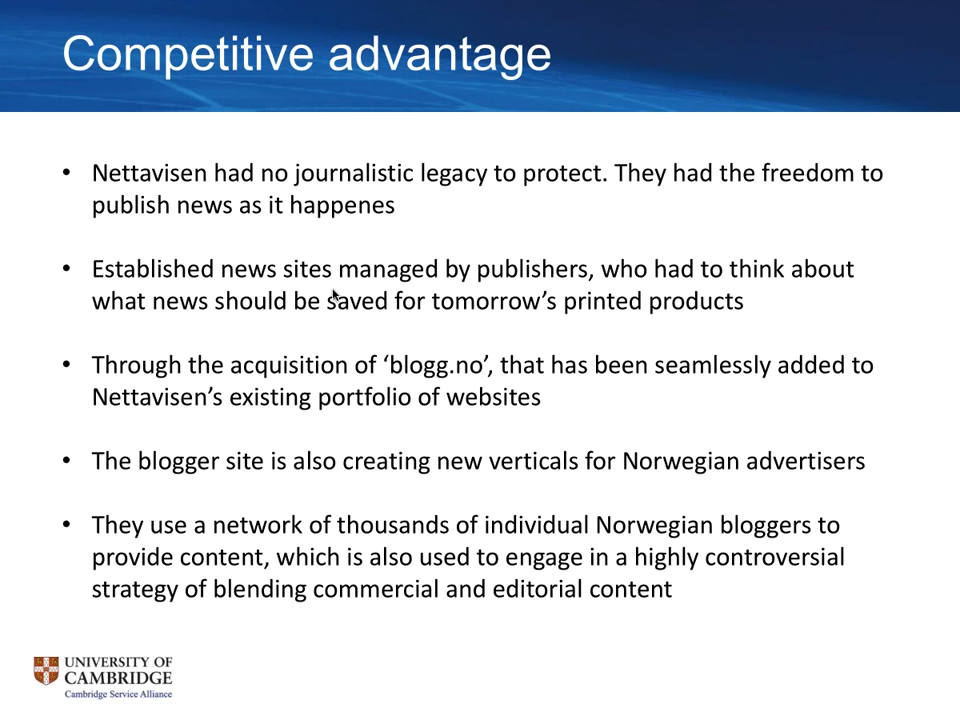 Competitive advantage
• Nettavisen had no journalistic legacy to protect. They had the freedom to
publish news as it happenes
• Established news sites managed by publishers, who had to think about
what news should be saved for tomorrow’s printed products
• Through the acquisition of ‘blogg.no’, that has been seamlessly added to
Nettavisen’s existing portfolio of websites
• The blogger site is also creating new verticals for Norwegian advertisers
• They use a network of thousands of individual Norwegian bloggers to
provide content, which is also used to engage in a highly controversial
strategy of blending commercial and editorial content
UNIVERSITY OF
CAMBRIDGE
Cambridge Service Alliance